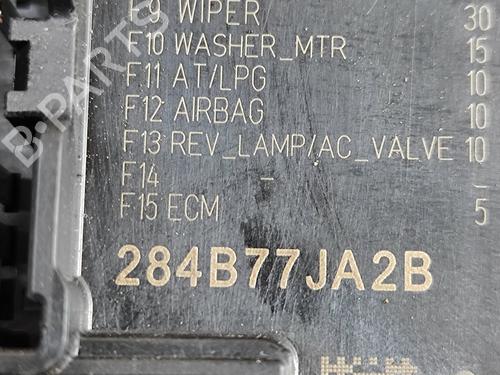 F9 WIPER 30
F10 WASHER_MTR 15
F11 AT/LPG 10
F12 AIRBAG 10
F13 REV_LAMP/AC_VALVE 10
F14 - -
F15 ECM 5
284B77JA2B
B-PARTS